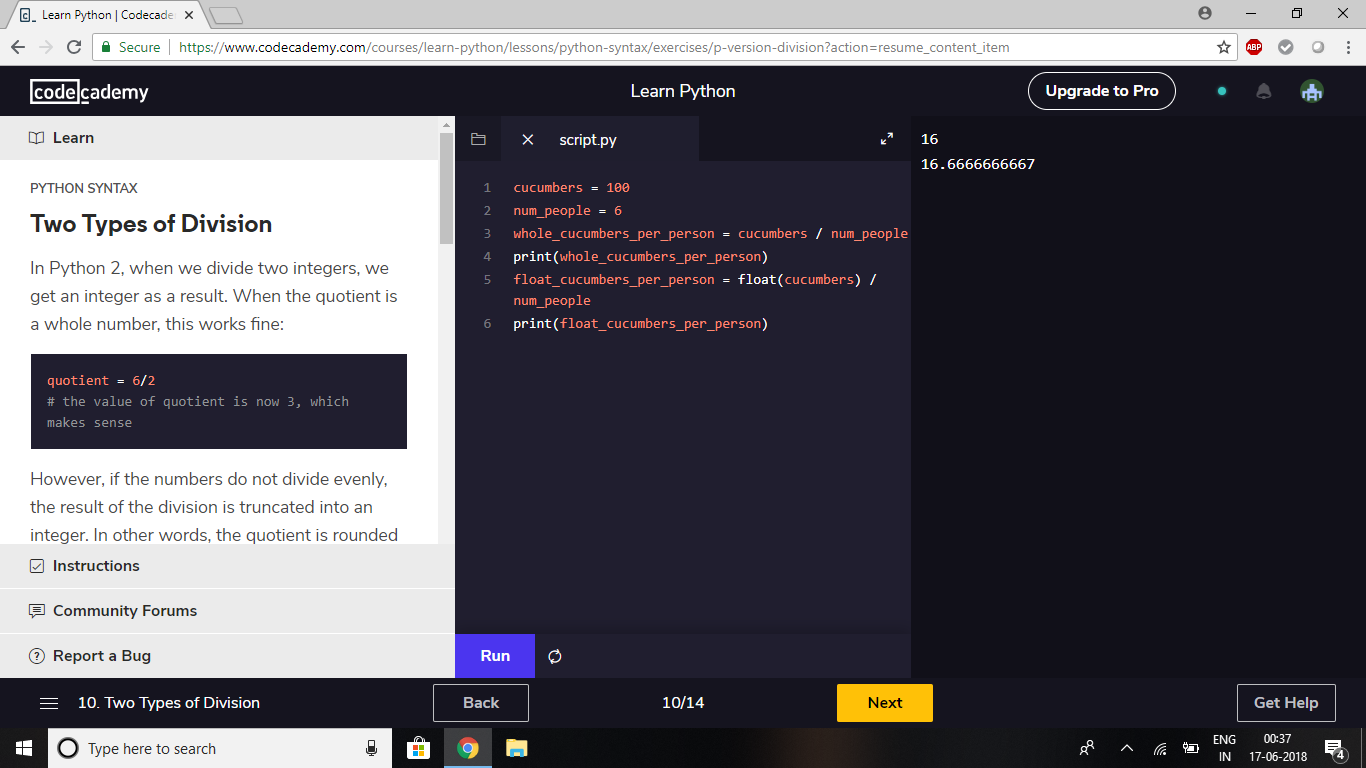 Learn Python | Codecade
Secure
https://www.codecademy.com/courses/learn-python/lessons/python-syntax/exercises/p-version-division?action=resume_content_item
ABP
codecademy
Learn Python
Upgrade to Pro
Learn
PYTHON SYNTAX
Two Types of Division
In Python 2, when we divide two integers, we
get an integer as a result. When the quotient is
a whole number, this works fine:
quotient = 6/2
# the value of quotient is now 3, which
makes sense
However, if the numbers do not divide evenly,
the result of the division is truncated into an
integer. In other words, the quotient is rounded
Instructions
Community Forums
Report a Bug
script.py
1 cucumbers = 100
2 num_people = 6
3 whole_cucumbers_per_person = cucumbers / num_people
4 print(whole_cucumbers_per_person)
5 float_cucumbers_per_person = float(cucumbers) /
num_people
6 print(float_cucumbers_per_person)
Run
16
16.6666666667
10. Two Types of Division
Back
10/14
Next
Get Help
Type here to search
ENG
IN
00:37
17-06-2018
4